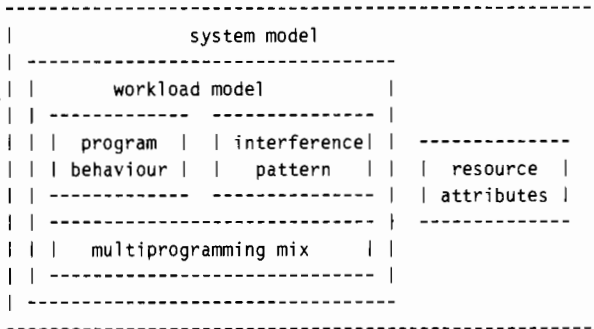 system model
workload model
program interference
behaviour pattern resource
attributes
multiprogramming mix